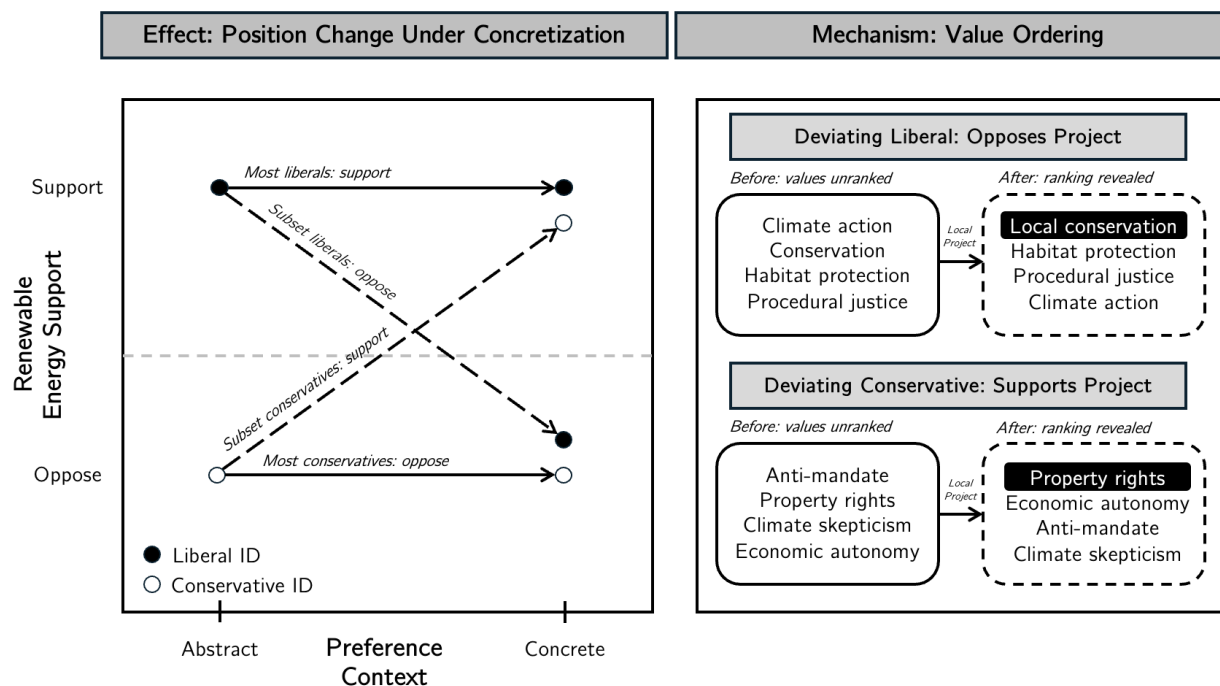 Effect: Position Change Under Concretization
Mechanism: Value Ordering
Renewable
Energy Support
Support
Oppose
Most liberals: support
Subset liberals: oppose
Subset conservatives: support
Most conservatives: oppose
Liberal ID
Conservative ID
Abstract
Preference
Context
Concrete
Deviating Liberal: Opposes Project
Before: values unranked
After: ranking revealed
Climate action
Conservation
Habitat protection
Procedural justice
Local
Project
Local conservation
Habitat protection
Procedural justice
Climate action
Deviating Conservative: Supports Project
Before: values unranked
After: ranking revealed
Anti-mandate
Property rights
Climate skepticism
Economic autonomy
Local
Project
Property rights
Economic autonomy
Anti-mandate
Climate skepticism